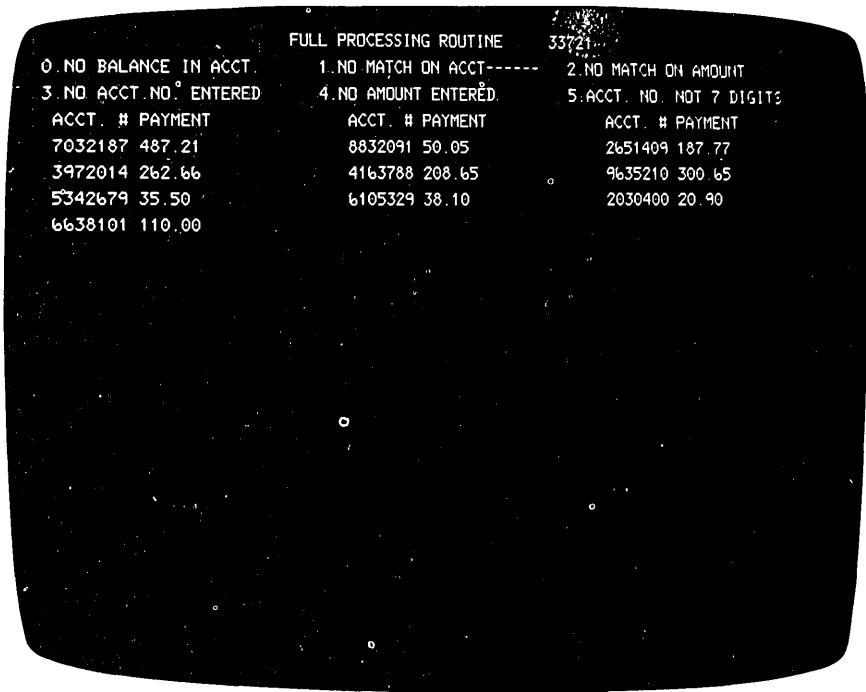 FULL PROCESSING ROUTINE 33721
0.NO BALANCE IN ACCT. 1.NO MATCH ON ACCT------ 2.NO MATCH ON AMOUNT
3.NO ACCT.NO. ENTERED 4.NO AMOUNT ENTERED. 5.ACCT. NO. NOT 7 DIGITS
ACCT. # PAYMENT ACCT. # PAYMENT ACCT. # PAYMENT
7032187 487.21 8832091 50.05 2651409 187.77
3972014 262.66 4163788 208.65 9635210 300.65
5342679 35.50 6105329 38.10 2030400 20.90
6638101 110.00